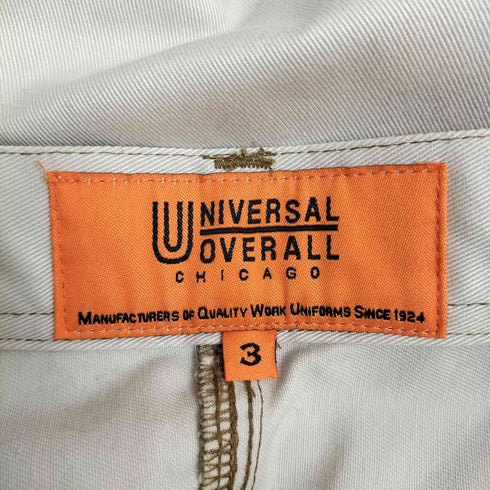 UNIVERSAL
OVERALL
CHICAGO
MANUFACTURERS OF QUALITY WORK UNIFORMS SINCE 1924
3